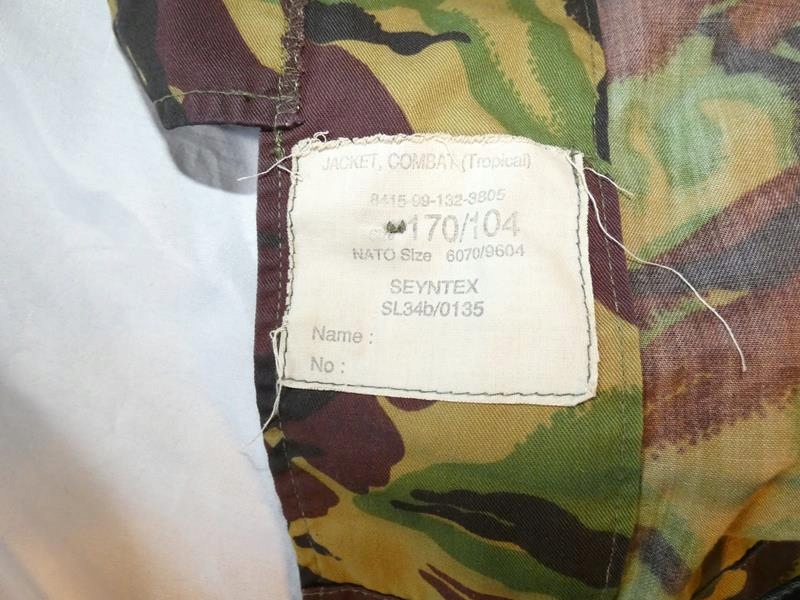 JACKET, COMBAT (Tropical)
8415-99-132-3805
170/104
NATO Size 6070/9604
SEYNTEX
SL34b/0135
Name :
No :